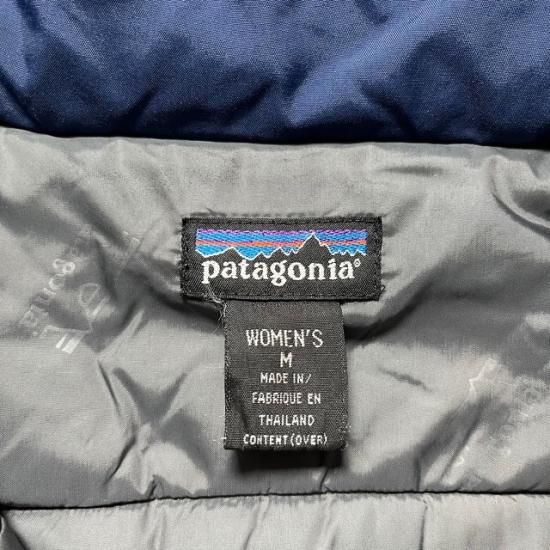 patagonia®
WOMEN'S
M
MADE IN/
FABRIQUE EN
THAILAND
CONTENT (OVER)